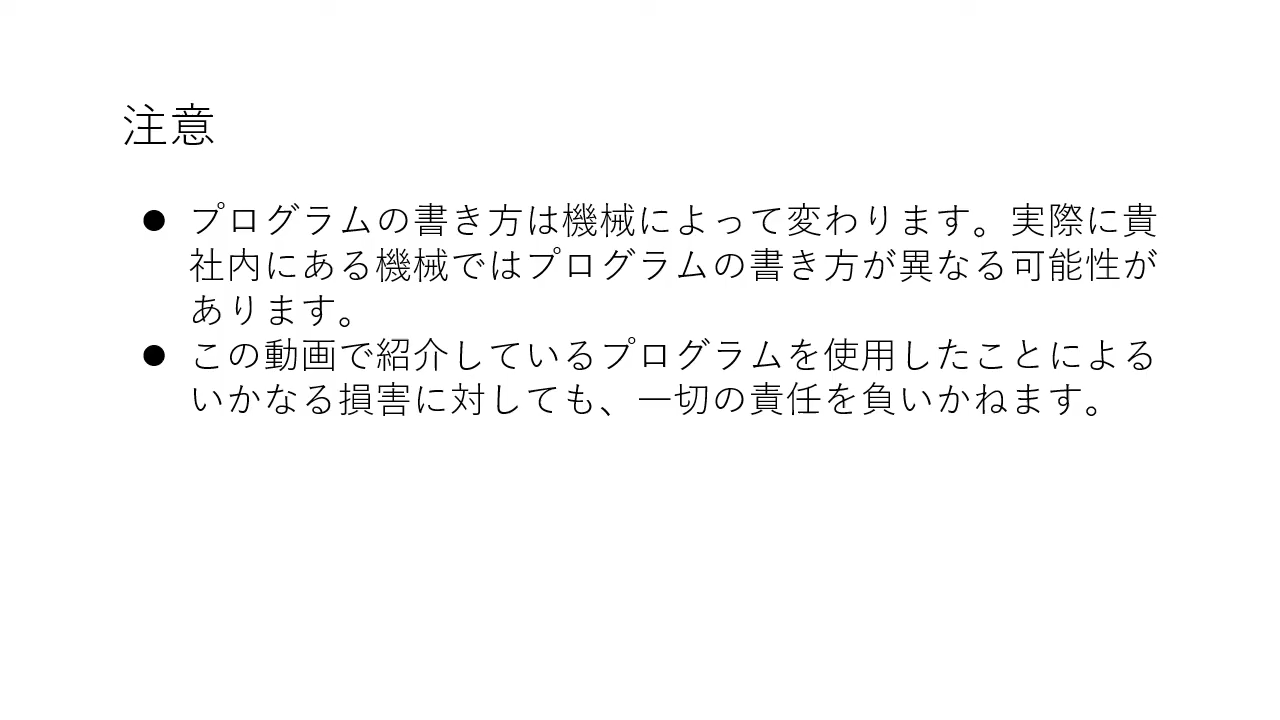 注意
● プログラムの書き方は機械によって変わります。実際に貴
社内にある機械ではプログラムの書き方が異なる可能性が
あります。
● この動画で紹介しているプログラムを使用したことによる
いかなる損害に対しても、一切の責任を負いかねます。